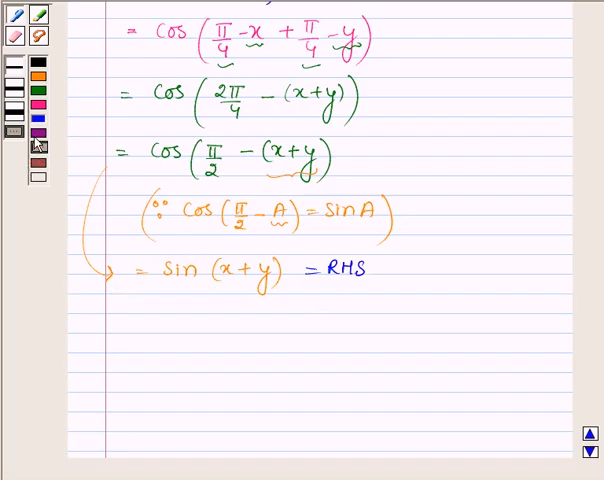 = cos (π/4 - x + π/4 - y)
= cos (2π/4 - (x+y))
= cos (π/2 - (x+y))
(∵ cos (π/2 - A) = sin A)
= sin (x+y) = RHS